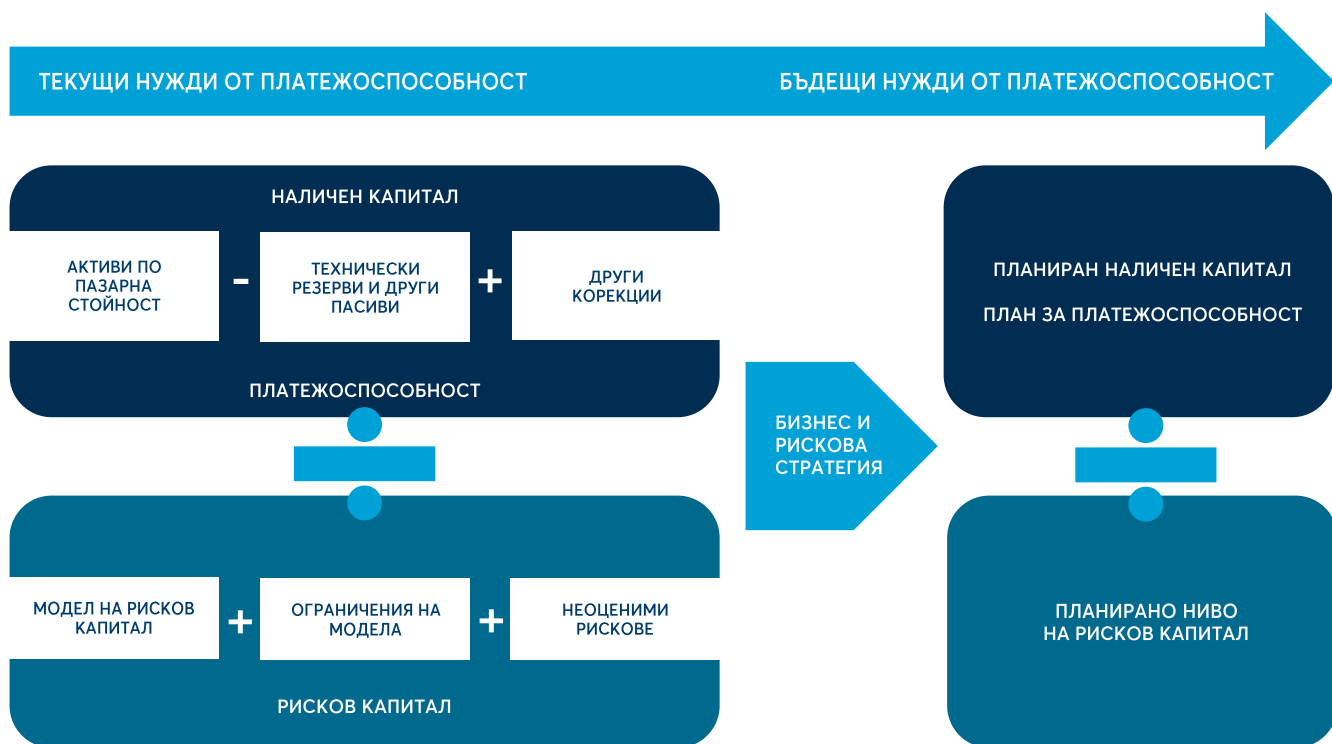 ТЕКУЩИ НУЖДИ ОТ ПЛАТЕЖОСПОСОБНОСТ
БЪДЕЩИ НУЖДИ ОТ ПЛАТЕЖОСПОСОБНОСТ
НАЛИЧЕН КАПИТАЛ
АКТИВИ ПО
ПАЗАРНА
СТОЙНОСТ
-
ТЕХНИЧЕСКИ
РЕЗЕРВИ И ДРУГИ
ПАСИВИ
+
ДРУГИ
КОРЕКЦИИ
ПЛАТЕЖОСПОСОБНОСТ
МОДЕЛ НА РИСКОВ
КАПИТАЛ
+
ОГРАНИЧЕНИЯ НА
МОДЕЛА
+
НЕОЦЕНИМИ
РИСКОВЕ
РИСКОВ КАПИТАЛ
БИЗНЕС И
РИСКОВА
СТРАТЕГИЯ
ПЛАНИРАН НАЛИЧЕН КАПИТАЛ
ПЛАН ЗА ПЛАТЕЖОСПОСОБНОСТ
ПЛАНИРАНО НИВО
НА РИСКОВ КАПИТАЛ